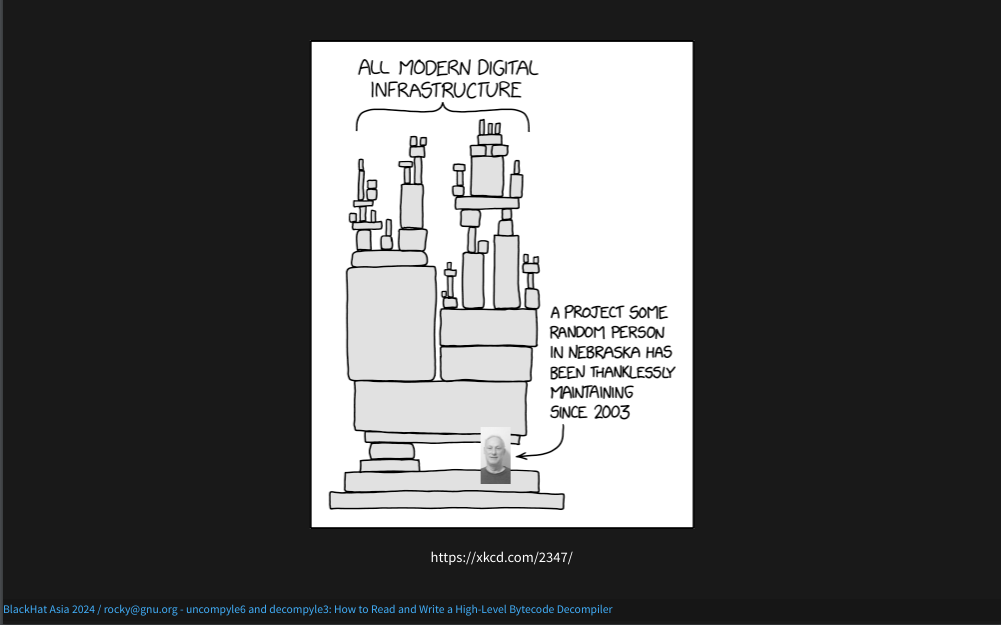 ALL MODERN DIGITAL
INFRASTRUCTURE
A PROJECT SOME
RANDOM PERSON
IN NEBRASKA HAS
BEEN THANKLESSLY
MAINTAINING
SINCE 2003
https://xkcd.com/2347/
BlackHat Asia 2024 / rocky@gnu.org - uncompyle6 and decompyle3: How to Read and Write a High-Level Bytecode Decompiler